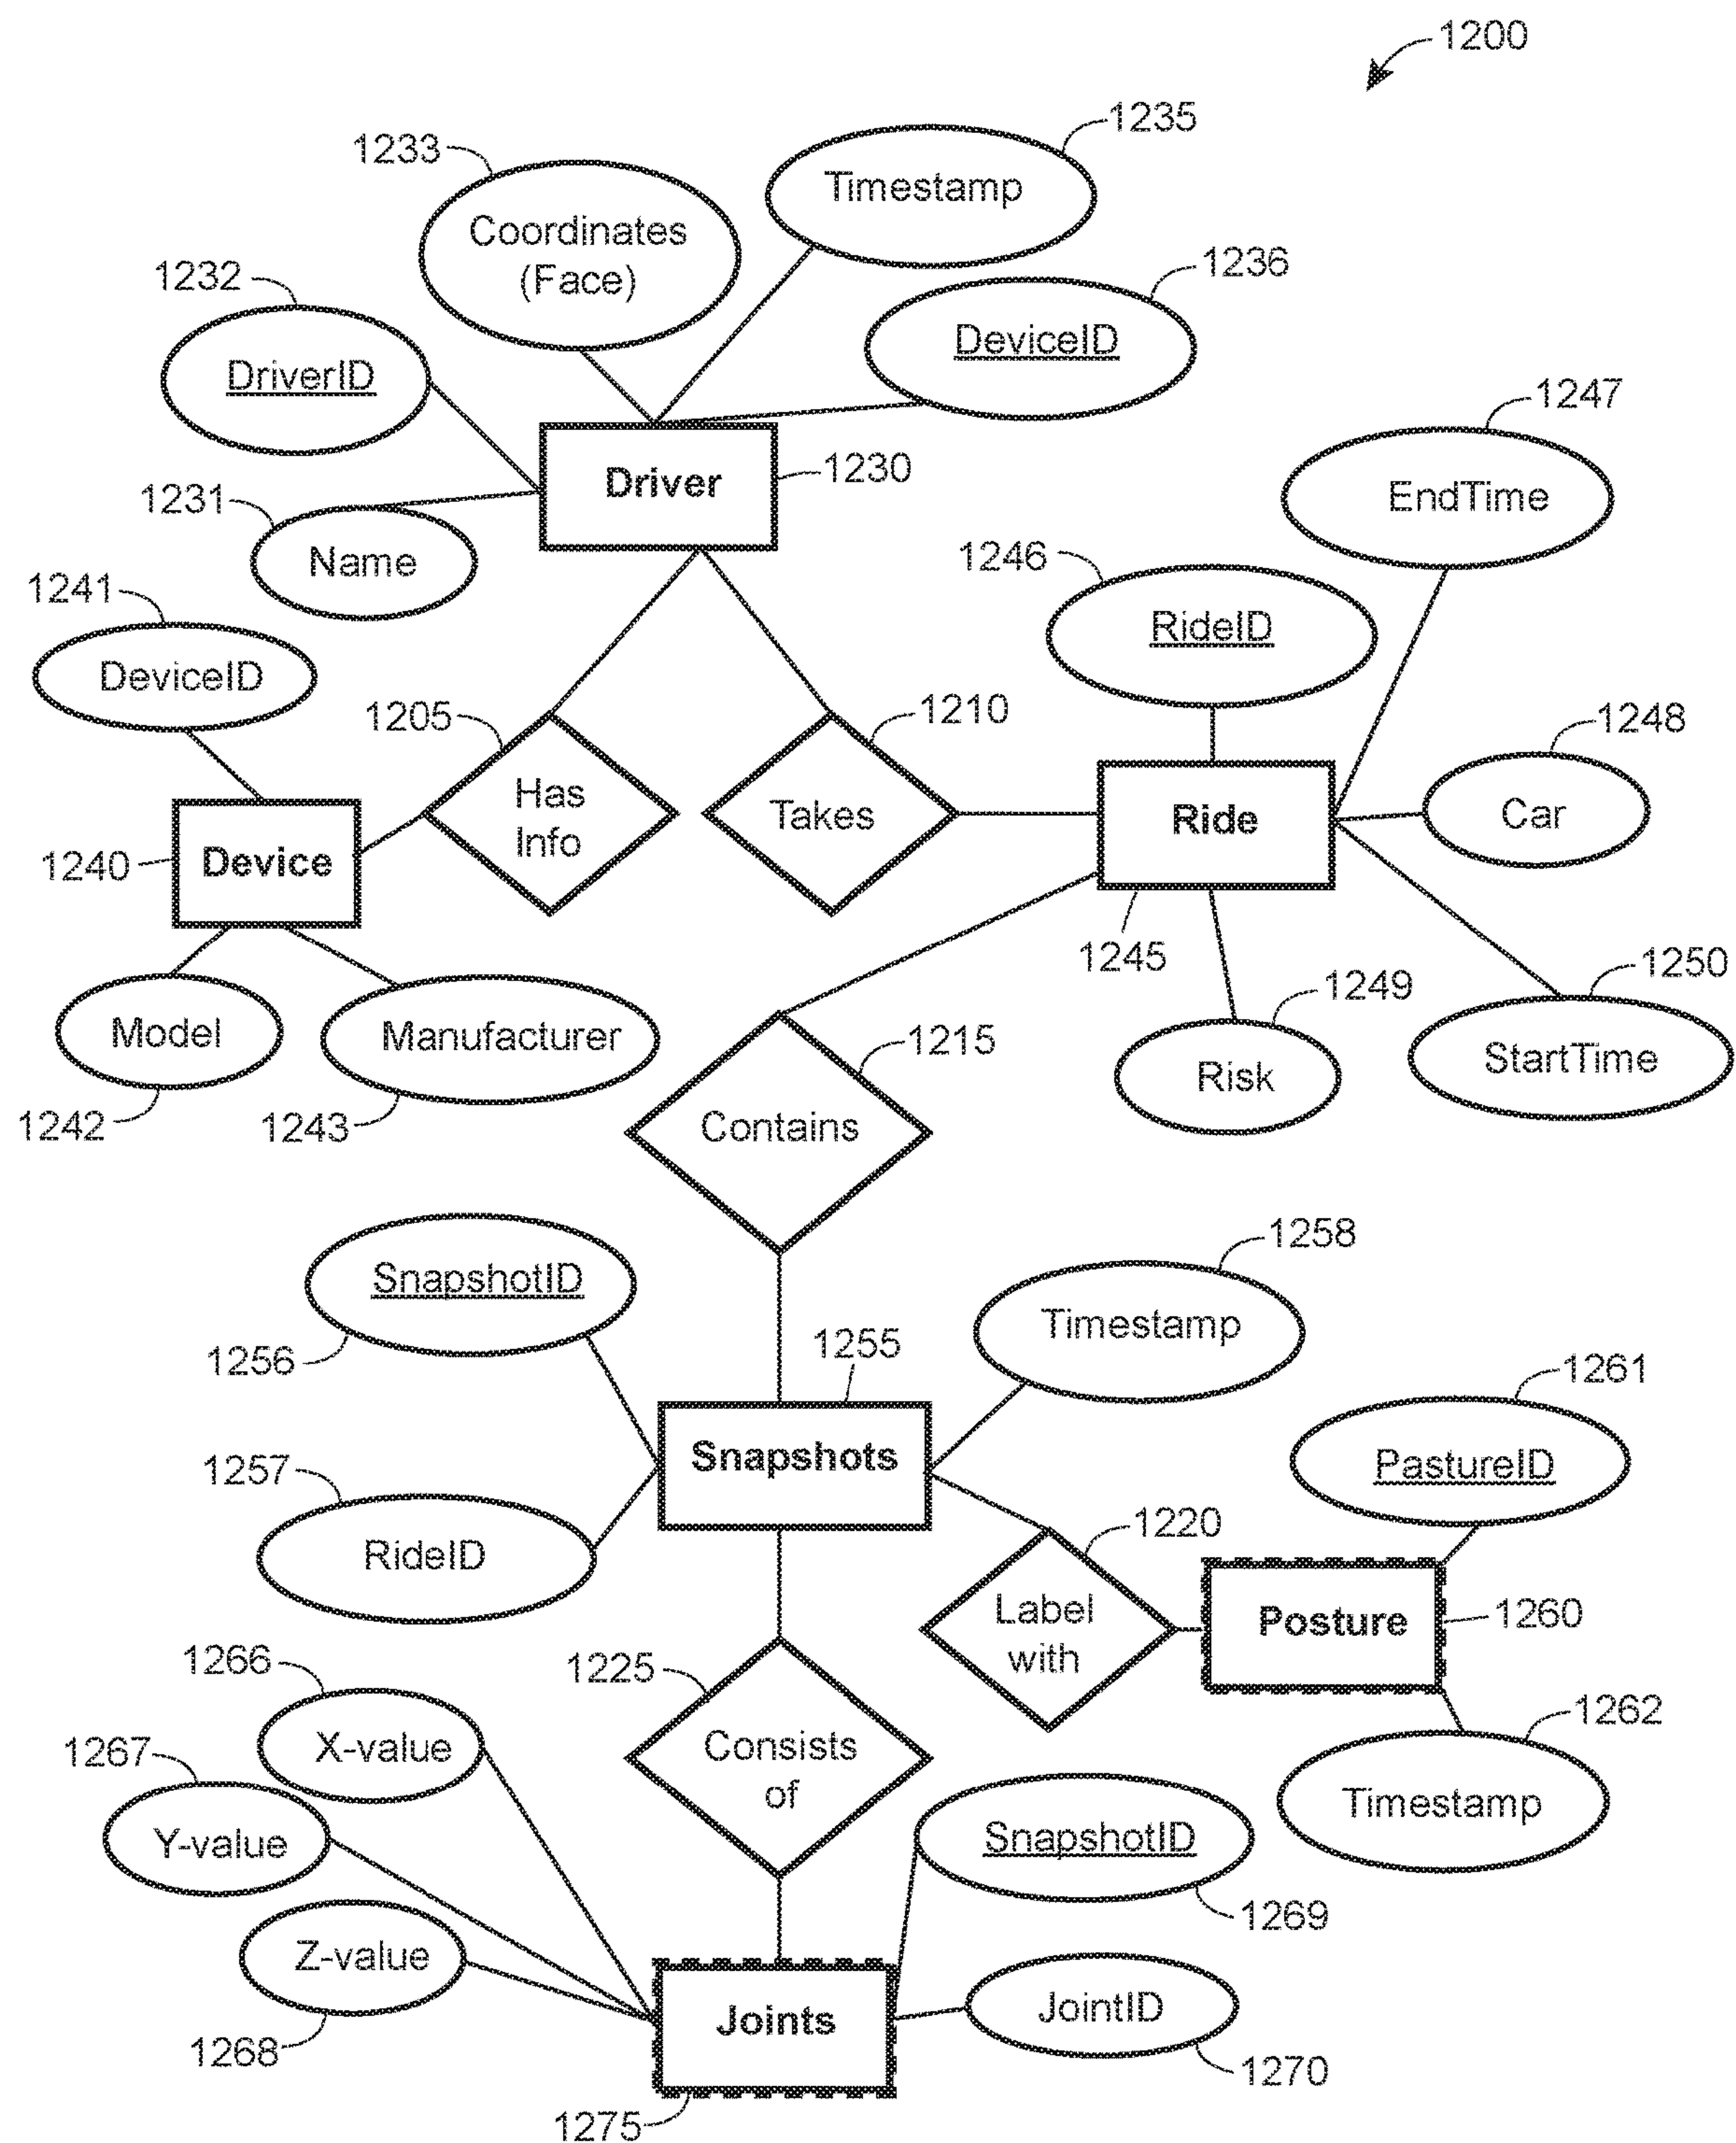 1200
1235
1233
Timestamp
Coordinates
(Face)
1236
1232
DeviceID
DriverID
1247
1230
Driver
EndTime
1231
1246
Name
1241
RideID
DeviceID
1205
1210
1248
Has
Info
Takes
Ride
Car
1240
Device
1245
1250
1249
Model
Manufacturer
1215
StartTime
Risk
1242
1243
Contains
1258
SnapshotID
Timestamp
1256
1255
1261
Snapshots
PastureID
1257
1220
RideID
Label
with
Posture
1260
1266
1225
1262
X-value
Consists
of
1267
Timestamp
Y-value
SnapshotID
1269
Z-value
JointID
Joints
1268
1270
1275